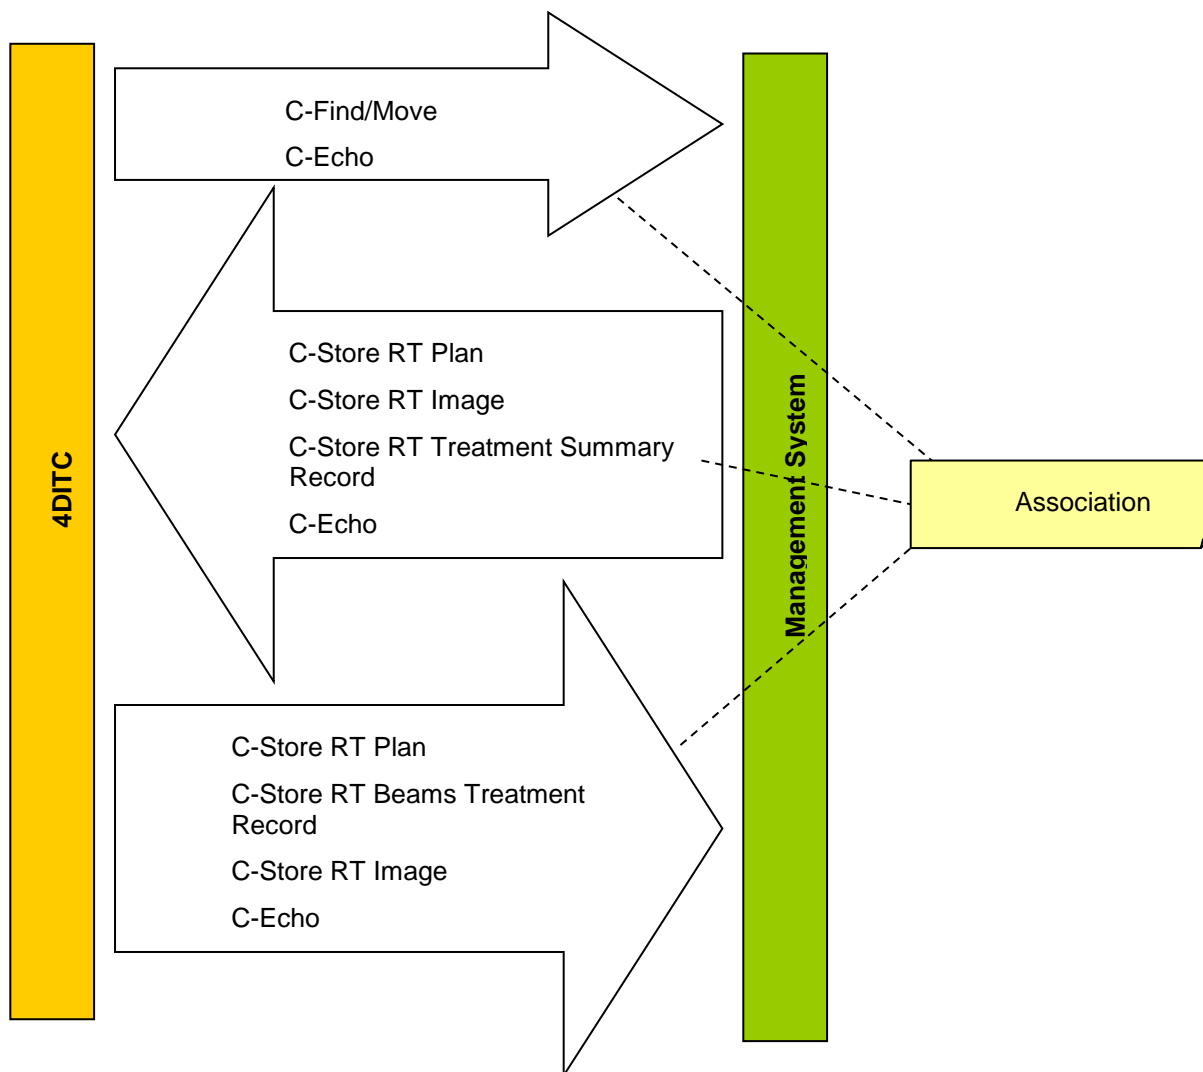 4DITC
C-Find/Move
C-Echo
C-Store RT Plan
C-Store RT Image
C-Store RT Treatment Summary
Record
C-Echo
C-Store RT Plan
C-Store RT Beams Treatment
Record
C-Store RT Image
C-Echo
Management System
Association